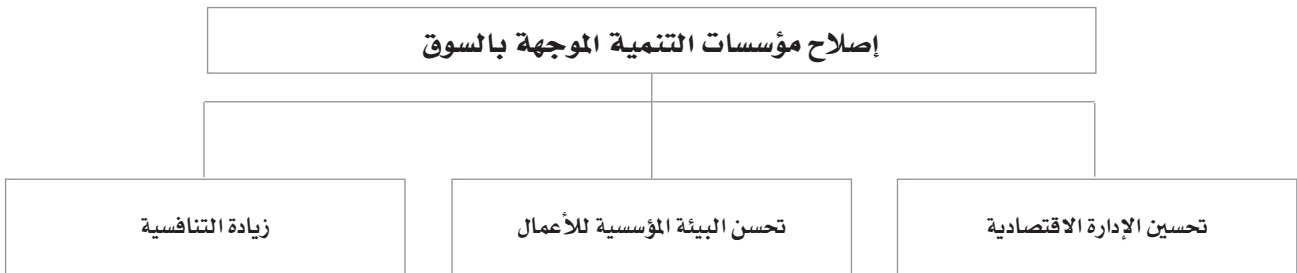 إصلاح مؤسسات التنمية الموجهة بالسوق
تحسين الإدارة الاقتصادية
تحسن البيئة المؤسسية للأعمال
زيادة التنافسية